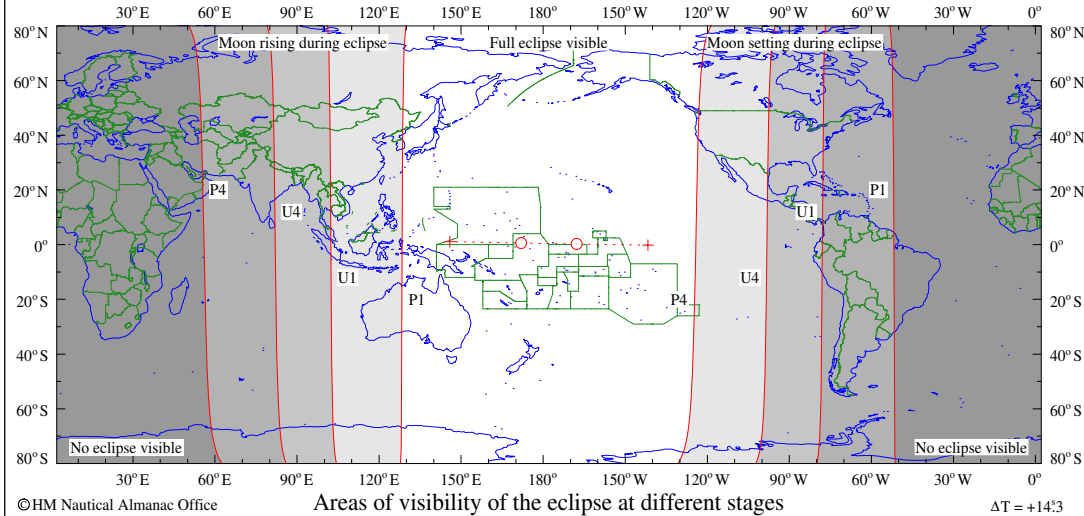 30°E 60°E 90°E 120°E 150°E 180° 150°W 120°W 90°W 60°W 30°W 0°
80°N 80°N
Moon rising during eclipse Full eclipse visible Moon setting during eclipse
60°N 60°N
40°N 40°N
20°N P4 P1 20°N
U4 U1
0° 0°
U1 U4
P1 P4
20°S 20°S
40°S 40°S
60°S 60°S
No eclipse visible No eclipse visible
80°S 80°S
30°E 60°E 90°E 120°E 150°E 180° 150°W 120°W 90°W 60°W 30°W 0°
©HM Nautical Almanac Office Areas of visibility of the eclipse at different stages ΔT = +14ˢ.3